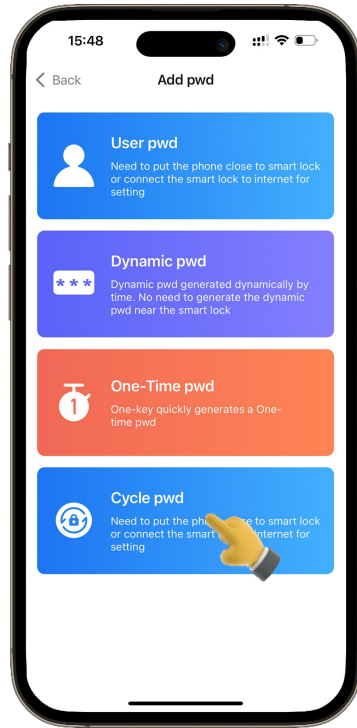 15:48
Back
Add pwd
User pwd
Need to put the phone close to smart lock
or connect the smart lock to internet for
setting
* * *
Dynamic pwd
Dynamic pwd generated dynamically by
time. No need to generate the dynamic
pwd near the smart lock
1
One-Time pwd
One-key quickly generates a One-
time pwd
Cycle pwd
Need to put the close to smart lock
or connect the smart internet for
setting